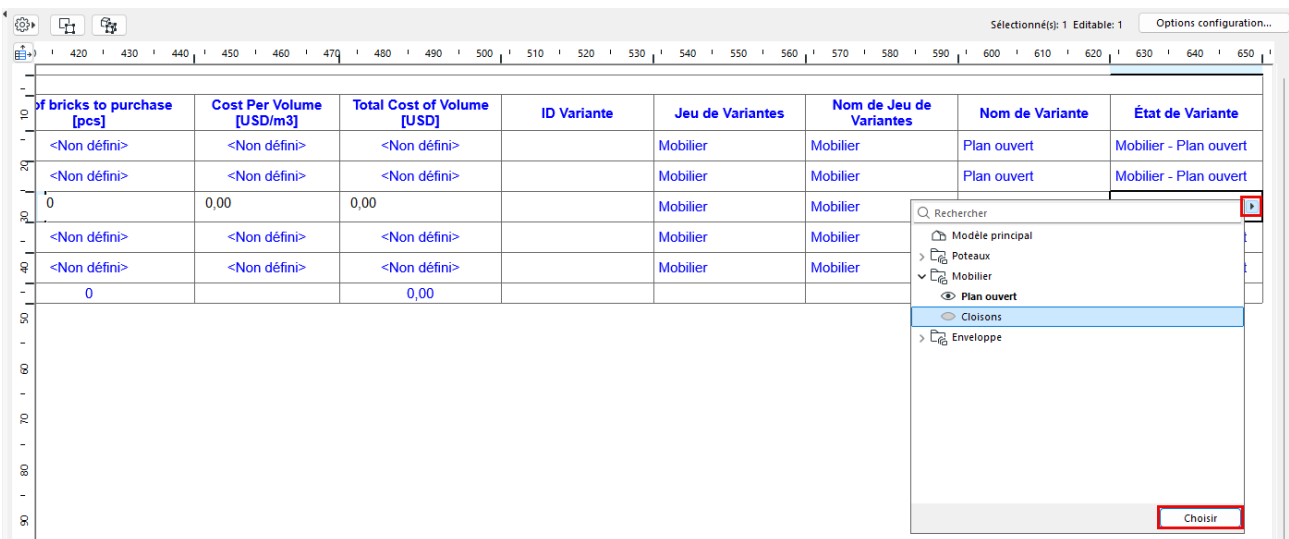 Sélectionné(s): 1 Editable: 1 Options configuration...
420 430 440 450 460 470 480 490 500 510 520 530 540 550 560 570 580 590 600 610 620 630 640 650
of bricks to purchase [pcs] Cost Per Volume [USD/m3] Total Cost of Volume [USD] ID Variante Jeu de Variantes Nom de Jeu de Variantes Nom de Variante État de Variante
<Non défini> <Non défini> <Non défini> Mobilier Mobilier Plan ouvert Mobilier - Plan ouvert
<Non défini> <Non défini> <Non défini> Mobilier Mobilier Plan ouvert Mobilier - Plan ouvert
0 0,00 0,00 Mobilier Mobilier
<Non défini> <Non défini> <Non défini> Mobilier Mobilier
<Non défini> <Non défini> <Non défini> Mobilier Mobilier
0 0,00
Rechercher
Modèle principal
Poteaux
Mobilier
Plan ouvert
Cloisons
Enveloppe
Choisir
10
20
30
40
50
60
70
80
90